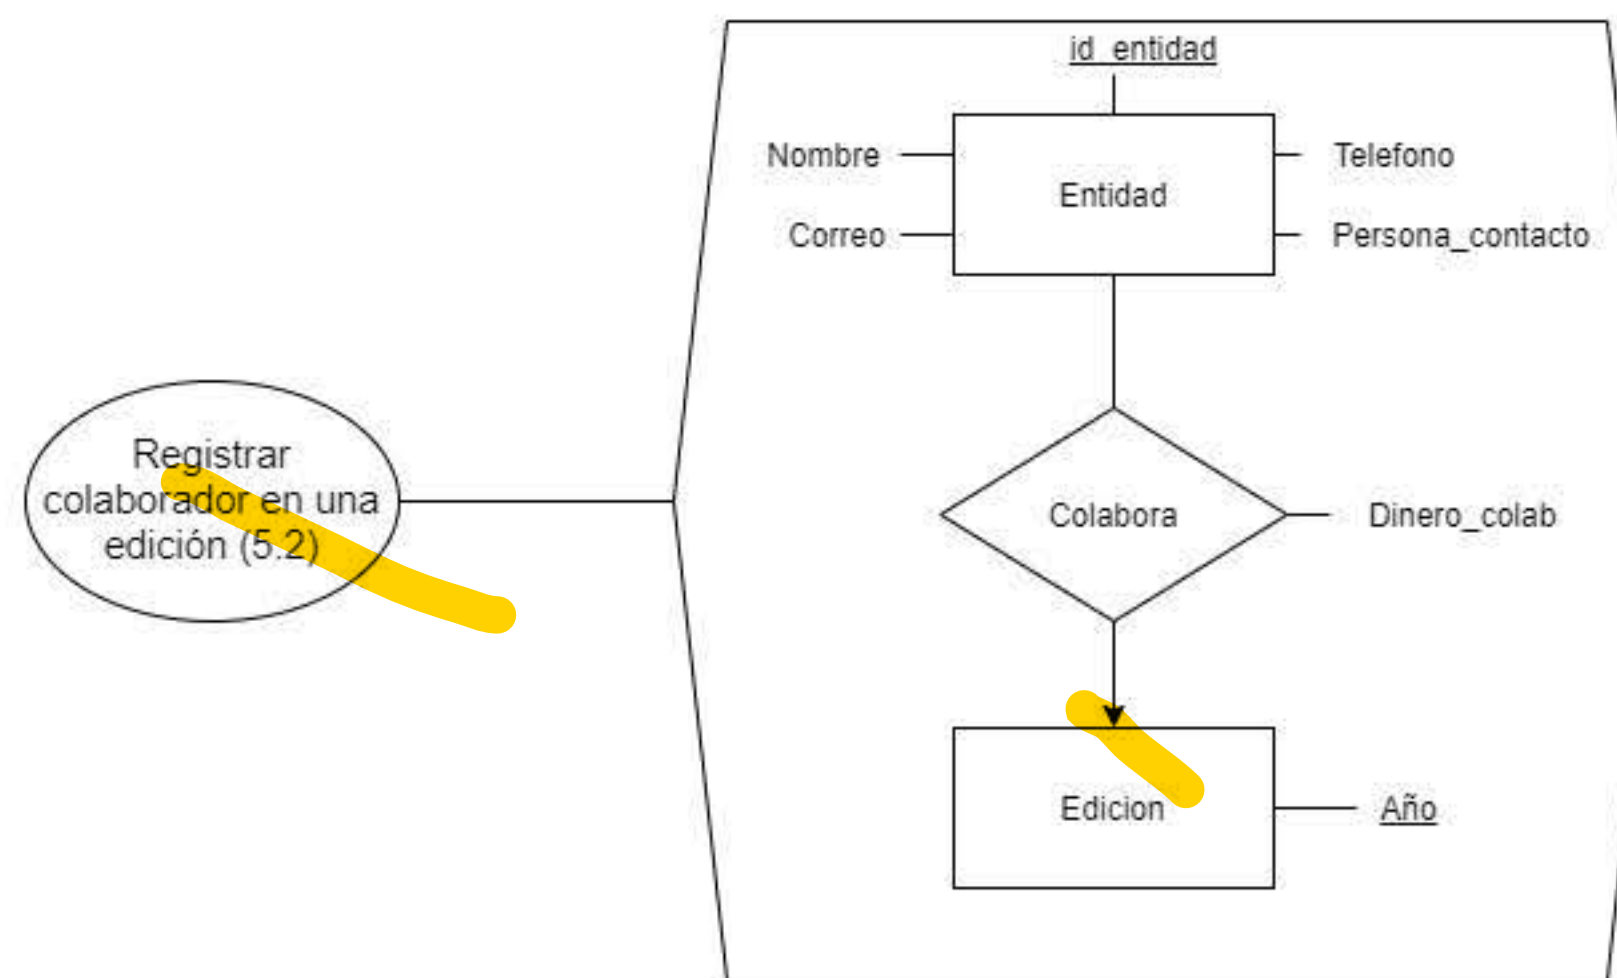 id_entidad
Nombre
Telefono
Entidad
Correo
Persona_contacto
Registrar
colaborador en una
edición (5.2)
Colabora
Dinero_colab
Edicion
Año